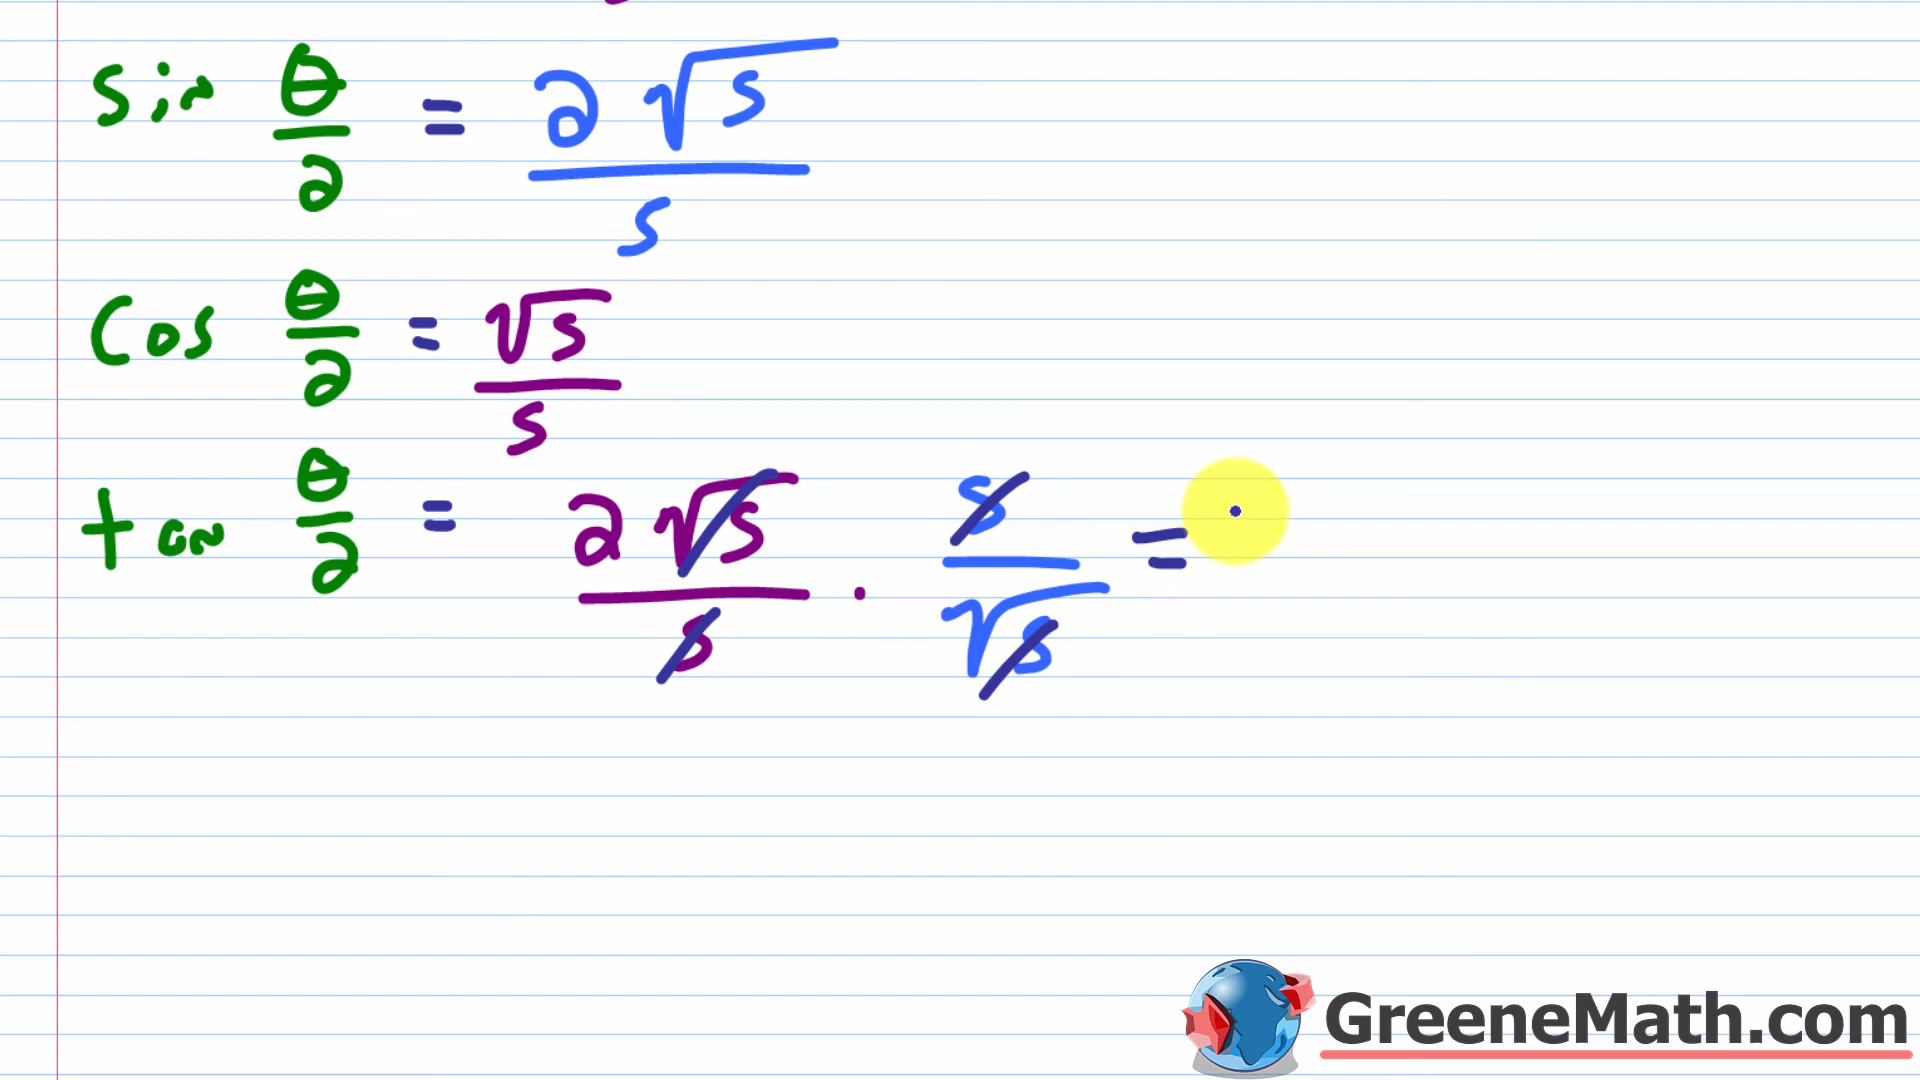 sin θ/2 = 2√5/5
cos θ/2 = √5/5
tan θ/2 = 2√5/5 · 5/√5 =
GreeneMath.com